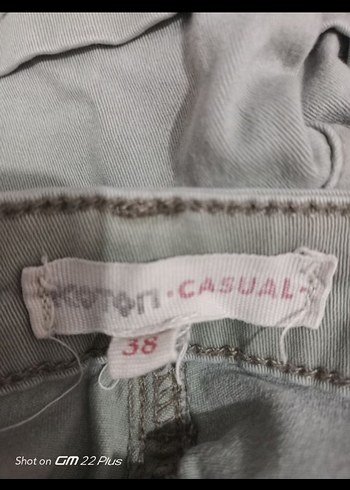 KOTON · CASUAL ·
38
Shot on GM 22 Plus